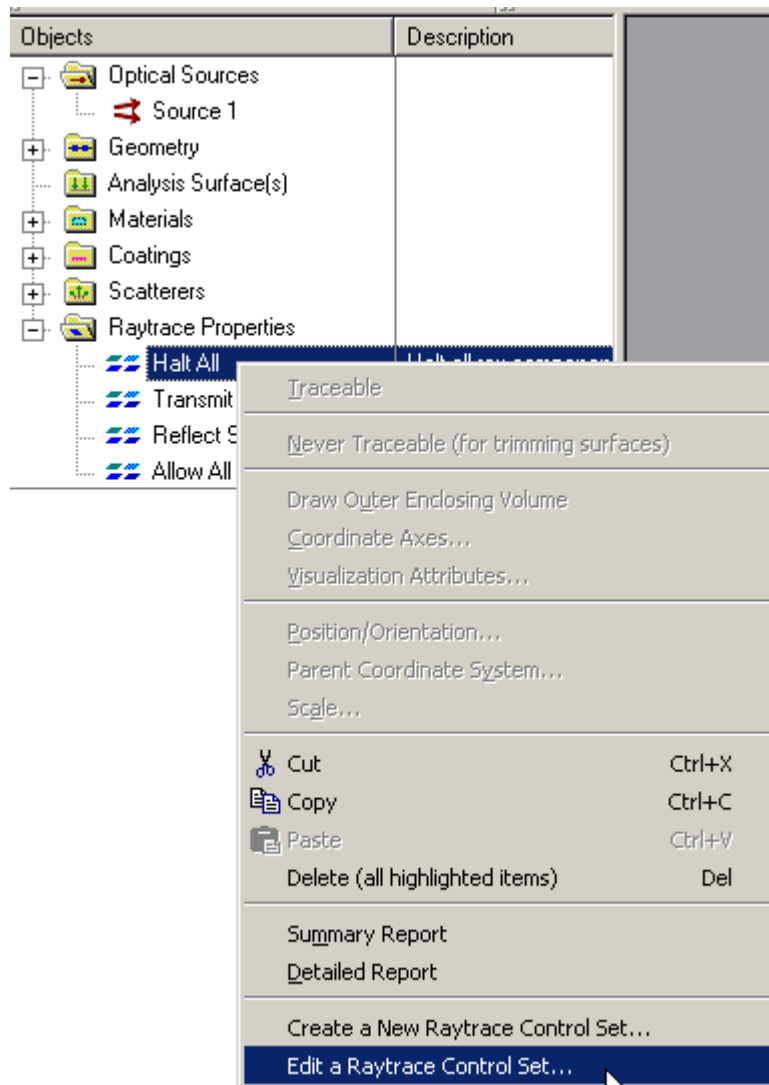 Objects Description
Optical Sources
Source 1
Geometry
Analysis Surface(s)
Materials
Coatings
Scatterers
Raytrace Properties
Halt All
Transmit
Reflect S
Allow All
Traceable
Never Traceable (for trimming surfaces)
Draw Outer Enclosing Volume
Coordinate Axes...
Visualization Attributes...
Position/Orientation...
Parent Coordinate System...
Scale...
Cut Ctrl+X
Copy Ctrl+C
Paste Ctrl+V
Delete (all highlighted items) Del
Summary Report
Detailed Report
Create a New Raytrace Control Set...
Edit a Raytrace Control Set...